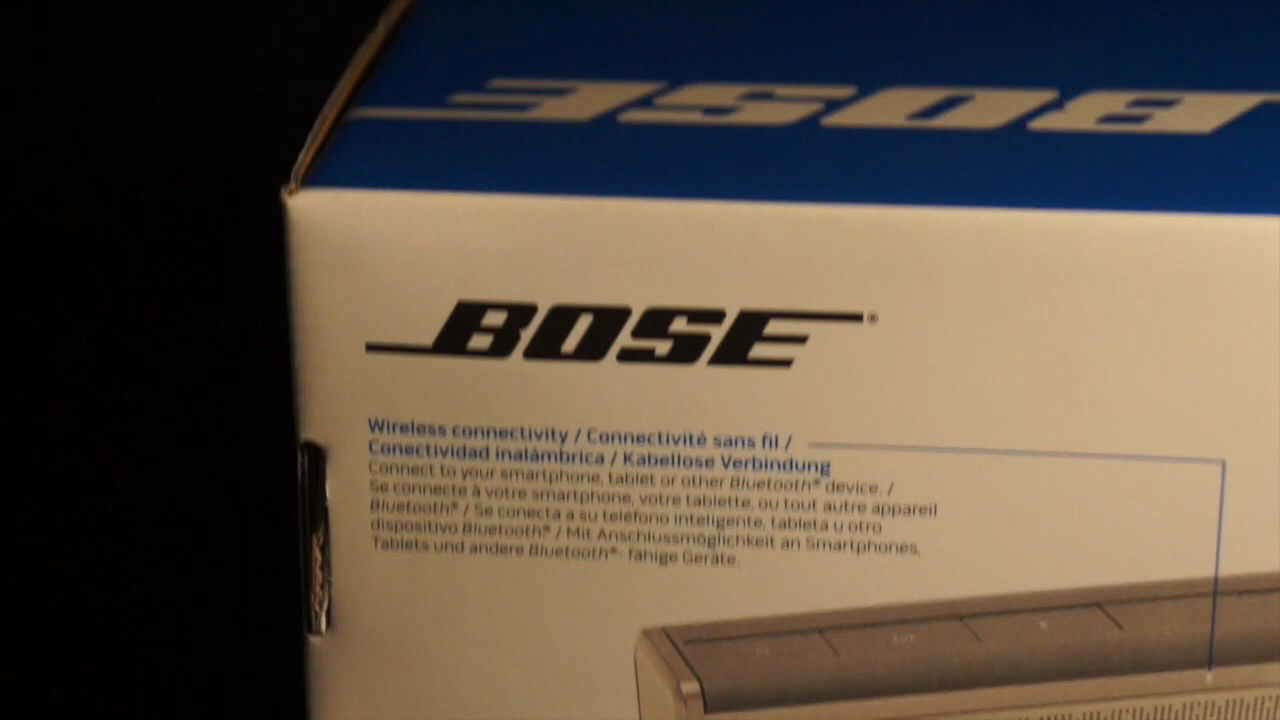 BOSE
BOSE®
Wireless connectivity / Connectivité sans fil /
Conectividad inalámbrica / Kabellose Verbindung
Connect to your smartphone, tablet or other Bluetooth® device. /
Se connecte à votre smartphone, votre tablette, ou tout autre appareil
Bluetooth® / Se conecta a su teléfono inteligente, tableta u otro
dispositivo Bluetooth® / Mit Anschlussmöglichkeit an Smartphones,
Tablets und andere Bluetooth®- fähige Geräte.